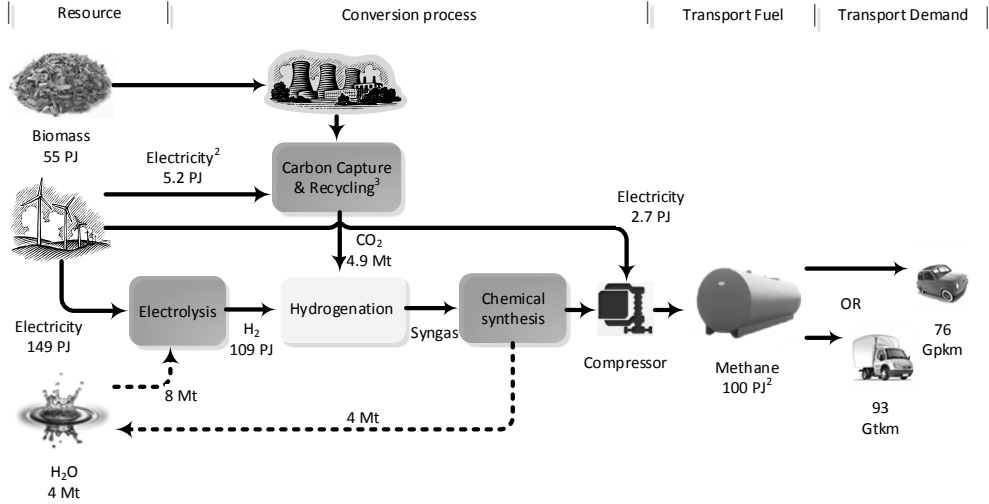 Resource
Conversion process
Transport Fuel
Transport Demand
Biomass
55 PJ
Electricity²
5.2 PJ
Carbon Capture
& Recycling³
Electricity
2.7 PJ
CO₂
4.9 Mt
Electrolysis
H₂
109 PJ
Hydrogenation
Syngas
Chemical
synthesis
Compressor
Methane
100 PJ²
OR
76
Gpkm
93
Gtkm
Electricity
149 PJ
8 Mt
4 Mt
H₂O
4 Mt